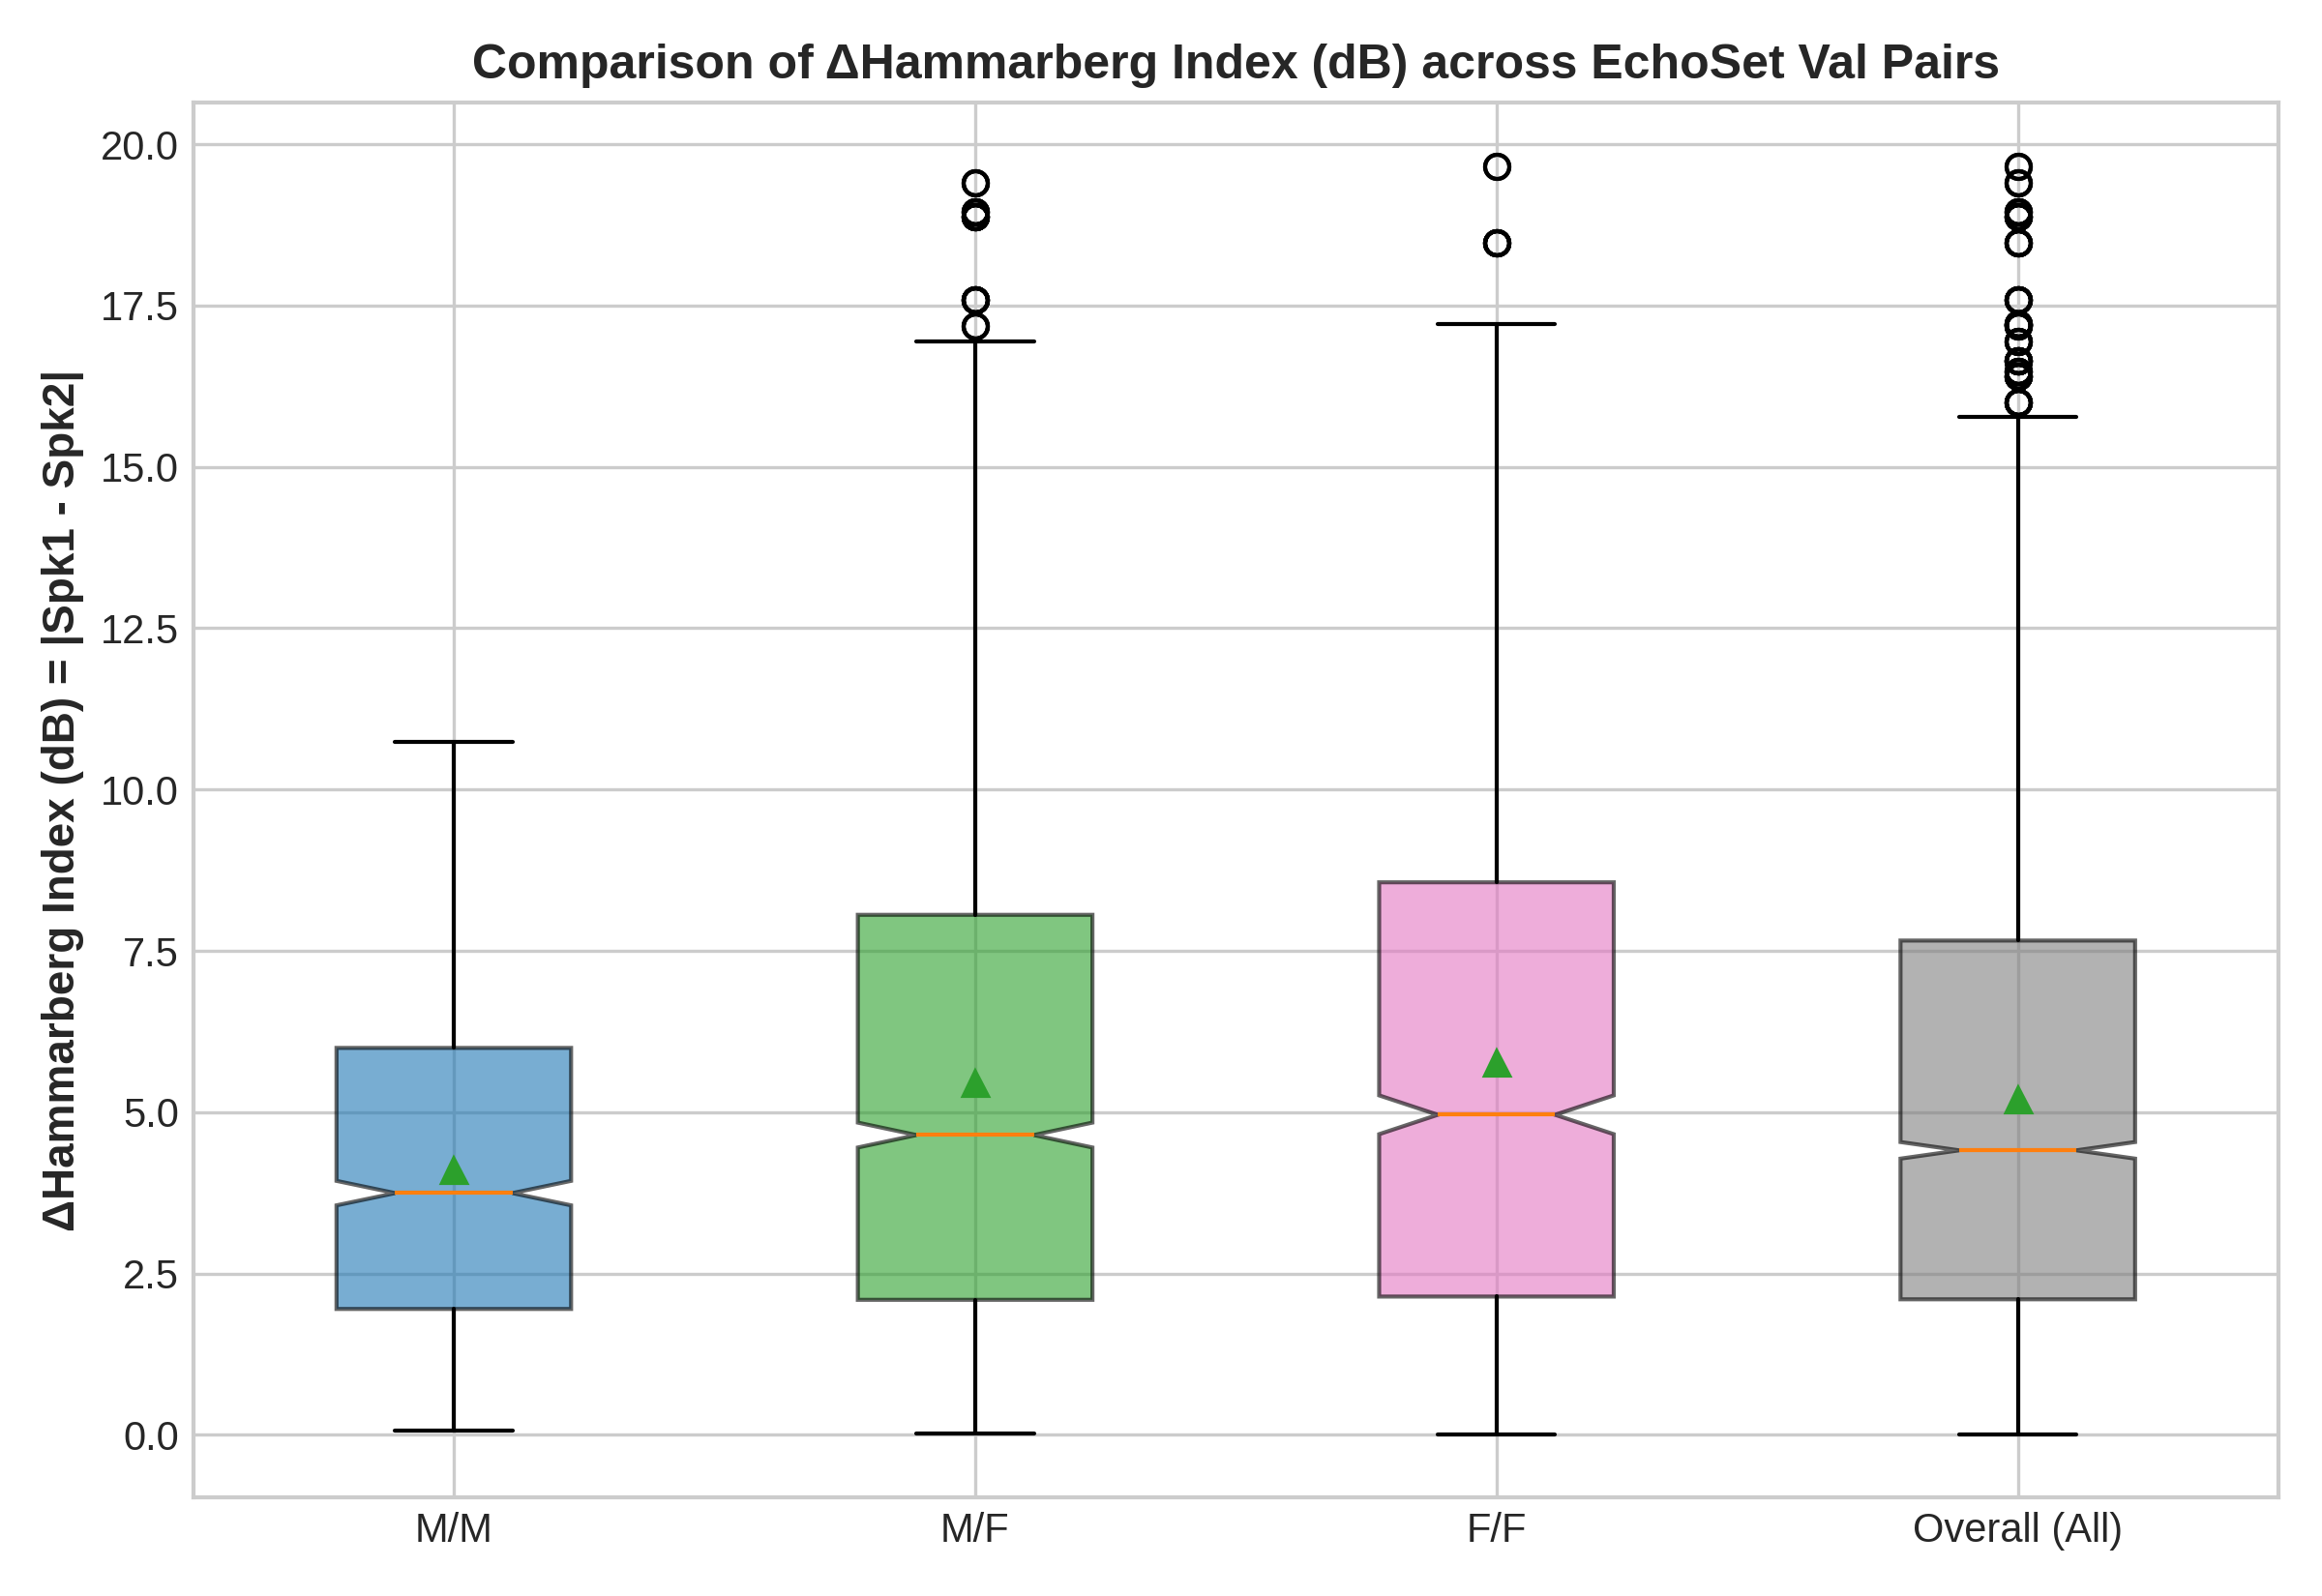 Comparison of ΔHammarberg Index (dB) across EchoSet Val Pairs
ΔHammarberg Index (dB) = |Spk1 - Spk2|
20.0
17.5
15.0
12.5
10.0
7.5
5.0
2.5
0.0
M/M
M/F
F/F
Overall (All)